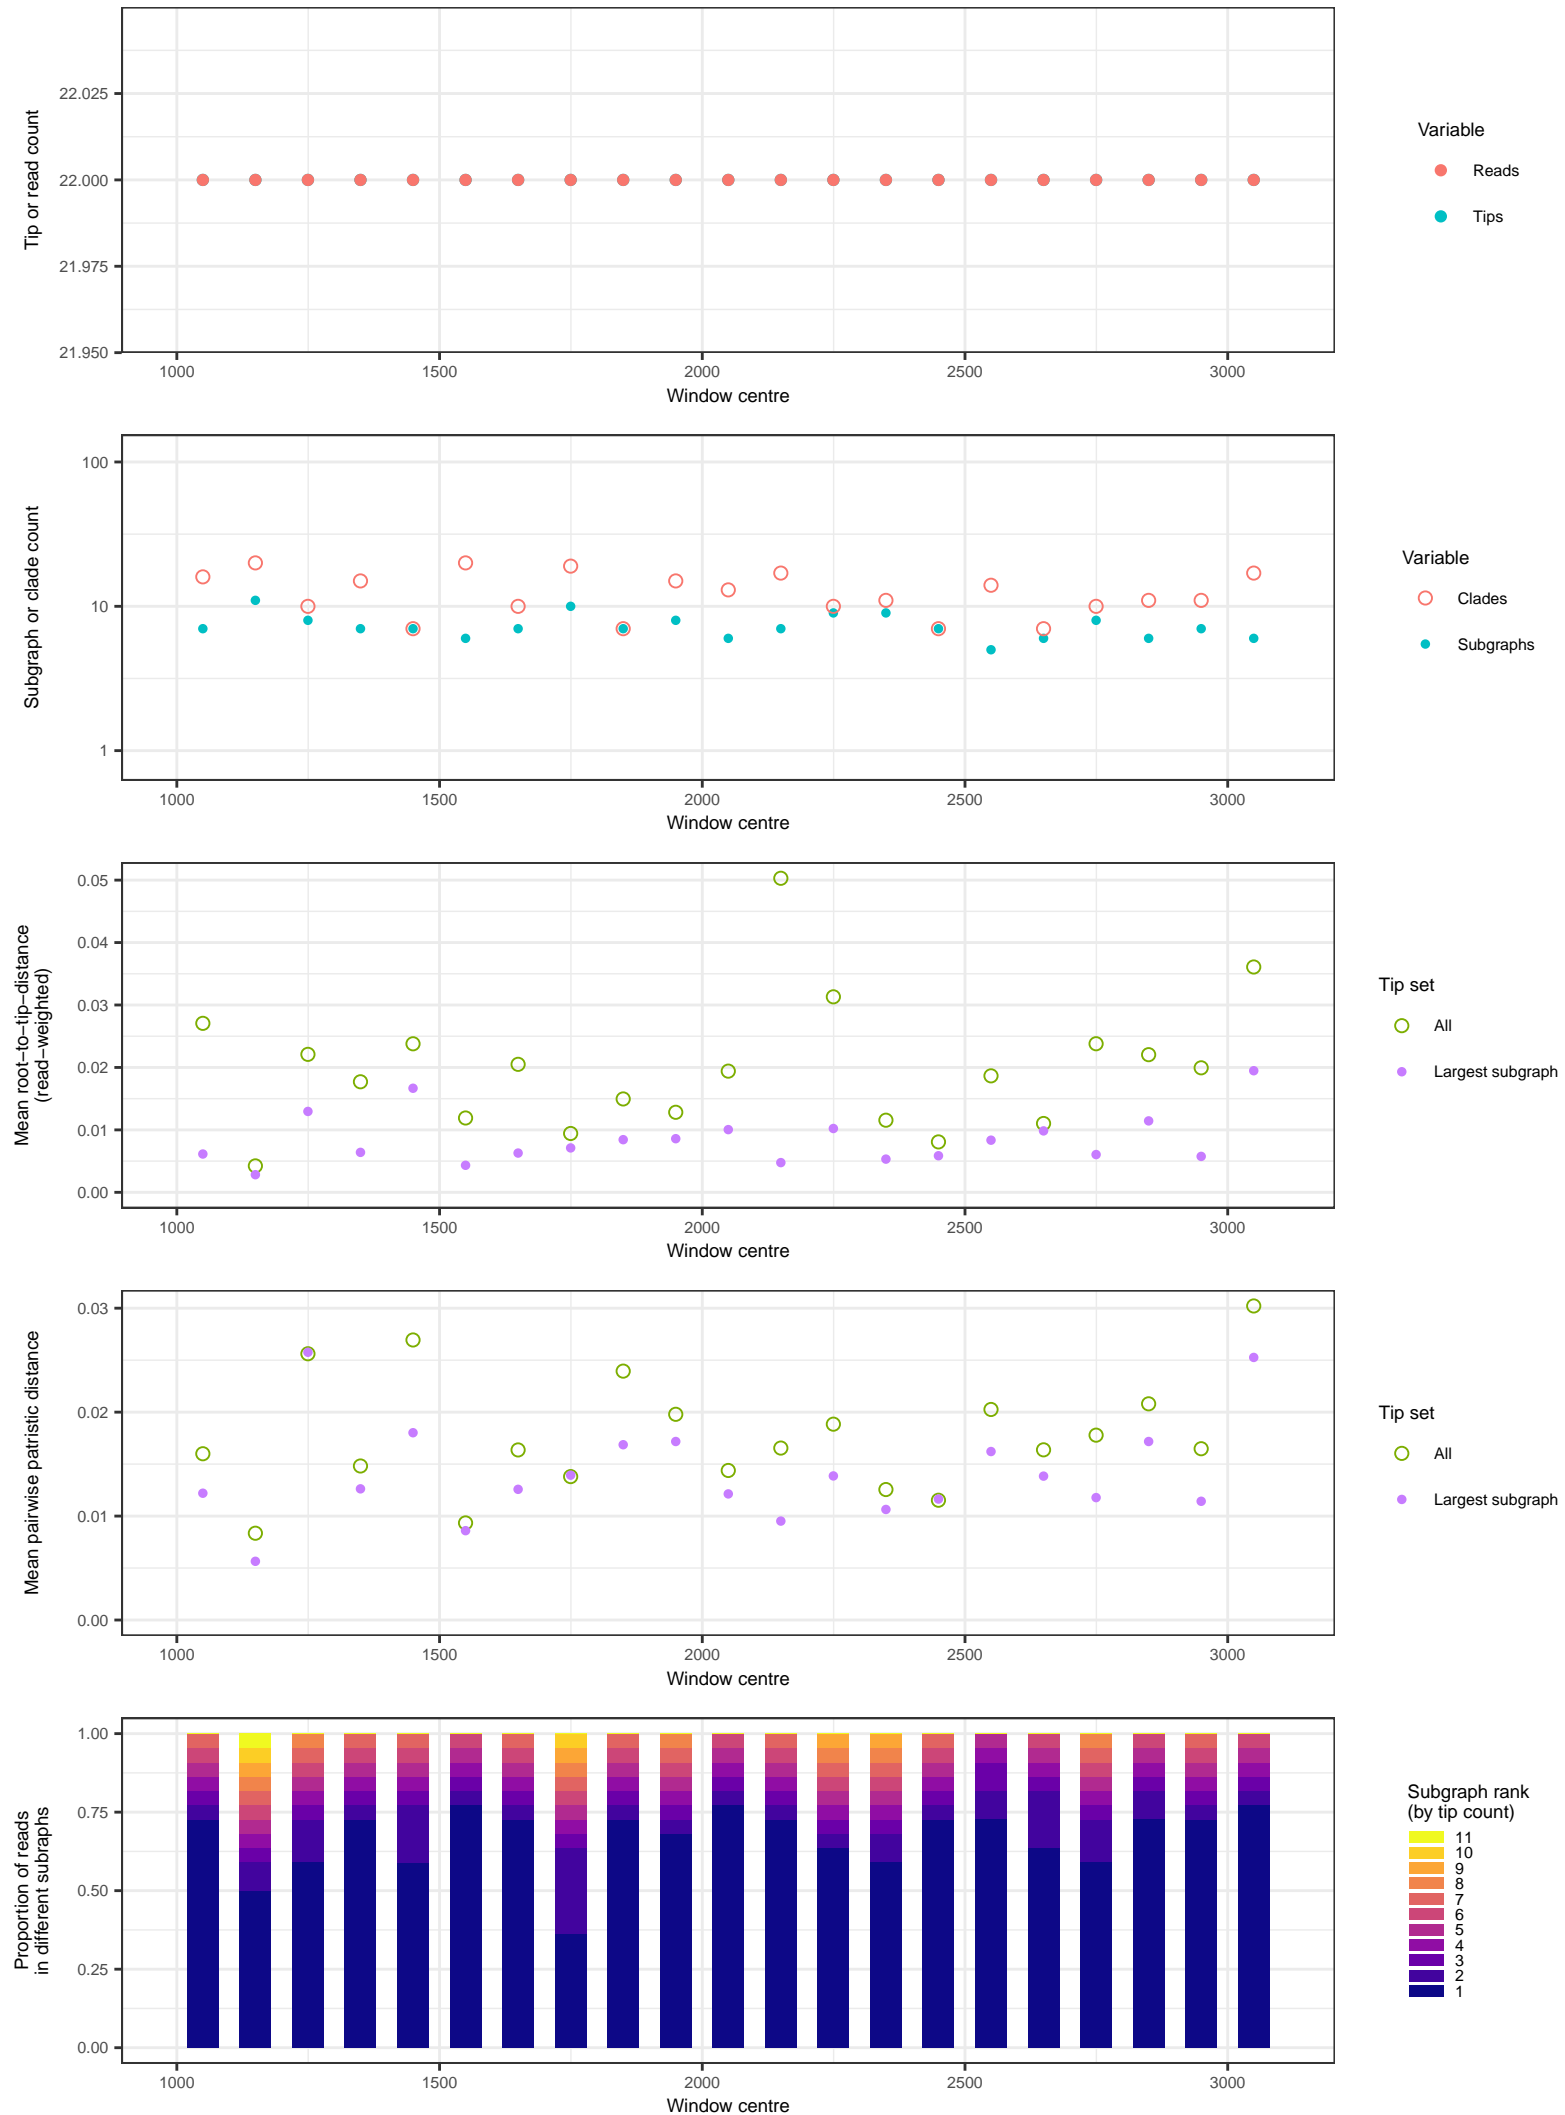 22.025
22.000
21.975
21.950
Tip or read count
1000 1500 2000 2500 3000
Window centre
Variable
Reads
Tips
100
10
1
Subgraph or clade count
1000 1500 2000 2500 3000
Window centre
Variable
Clades
Subgraphs
0.05
0.04
0.03
0.02
0.01
0.00
Mean root−to−tip−distance
(read−weighted)
1000 1500 2000 2500 3000
Window centre
Tip set
All
Largest subgraph
0.03
0.02
0.01
0.00
Mean pairwise patristic distance
1000 1500 2000 2500 3000
Window centre
Tip set
All
Largest subgraph
1.00
0.75
0.50
0.25
0.00
Proportion of reads
in different subraphs
1000 1500 2000 2500 3000
Window centre
Subgraph rank
(by tip count)
11
10
9
8
7
6
5
4
3
2
1